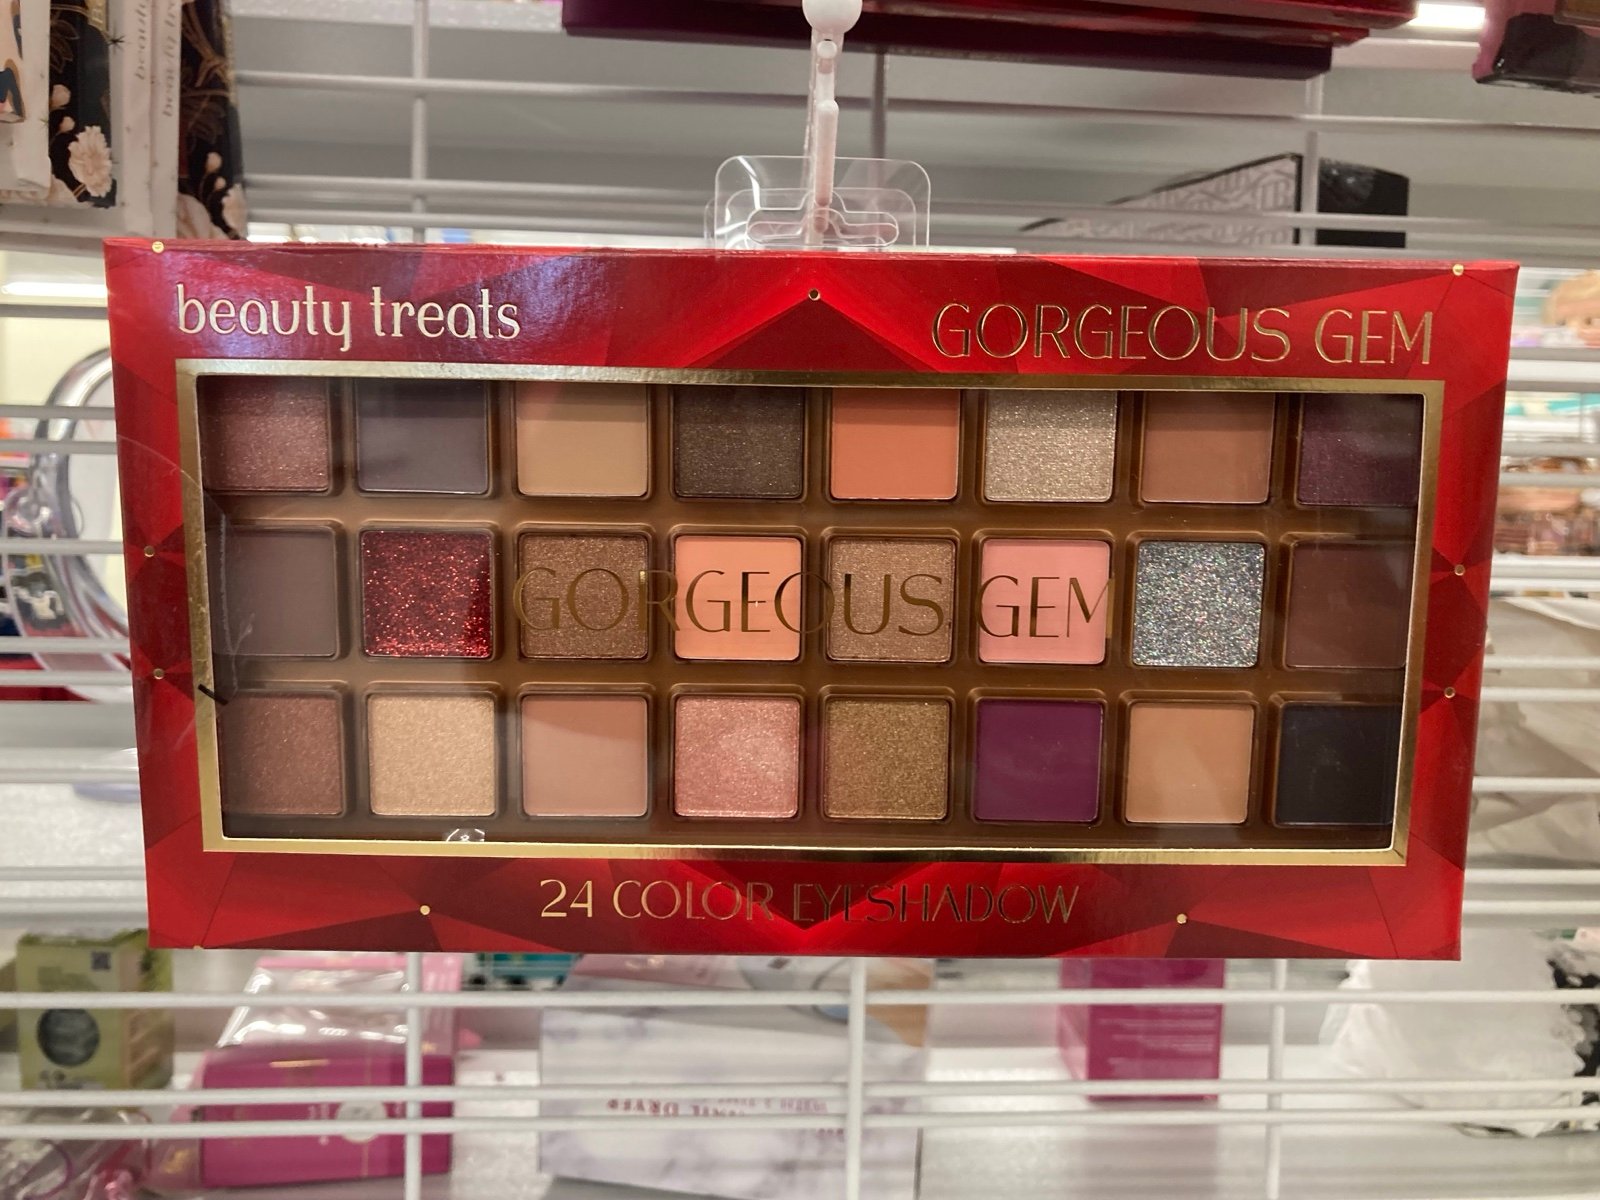 beauty treats
GORGEOUS GEM
GORGEOUS GEM
24 COLOR EYESHADOW